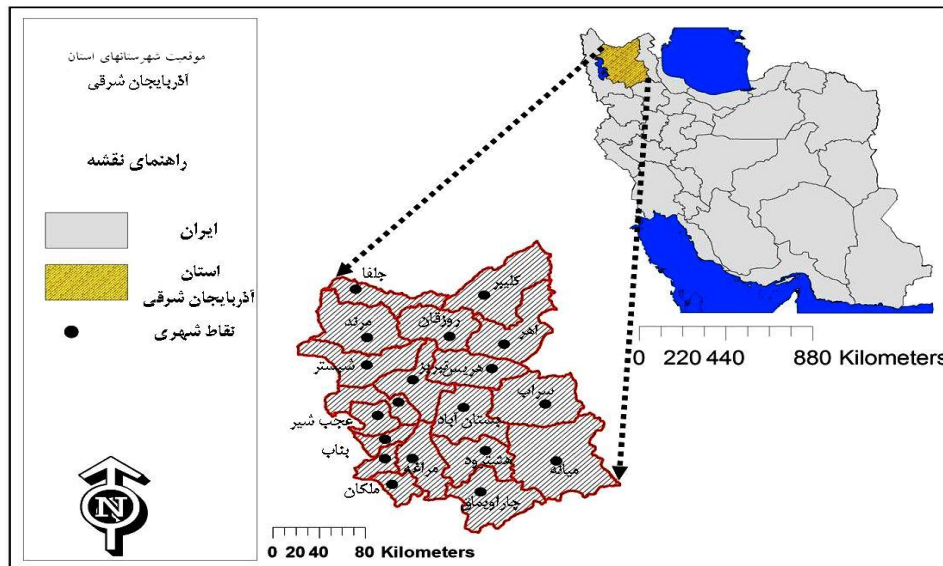 موقعیت شهرستانهای استان
آذربایجان شرقی
راهنمای نقشه
ایران
استان
آذربایجان شرقی
نقاط شهری
N
جلفا
کلیبر
مرند
روزقان
اهر
شبستر
تبریز
هریس
سراب
عجب شیر
بستان آباد
بناب
مراغه
هشترود
میانه
ملکان
چاراویماق
0 20 40 80 Kilometers
0 220 440 880 Kilometers